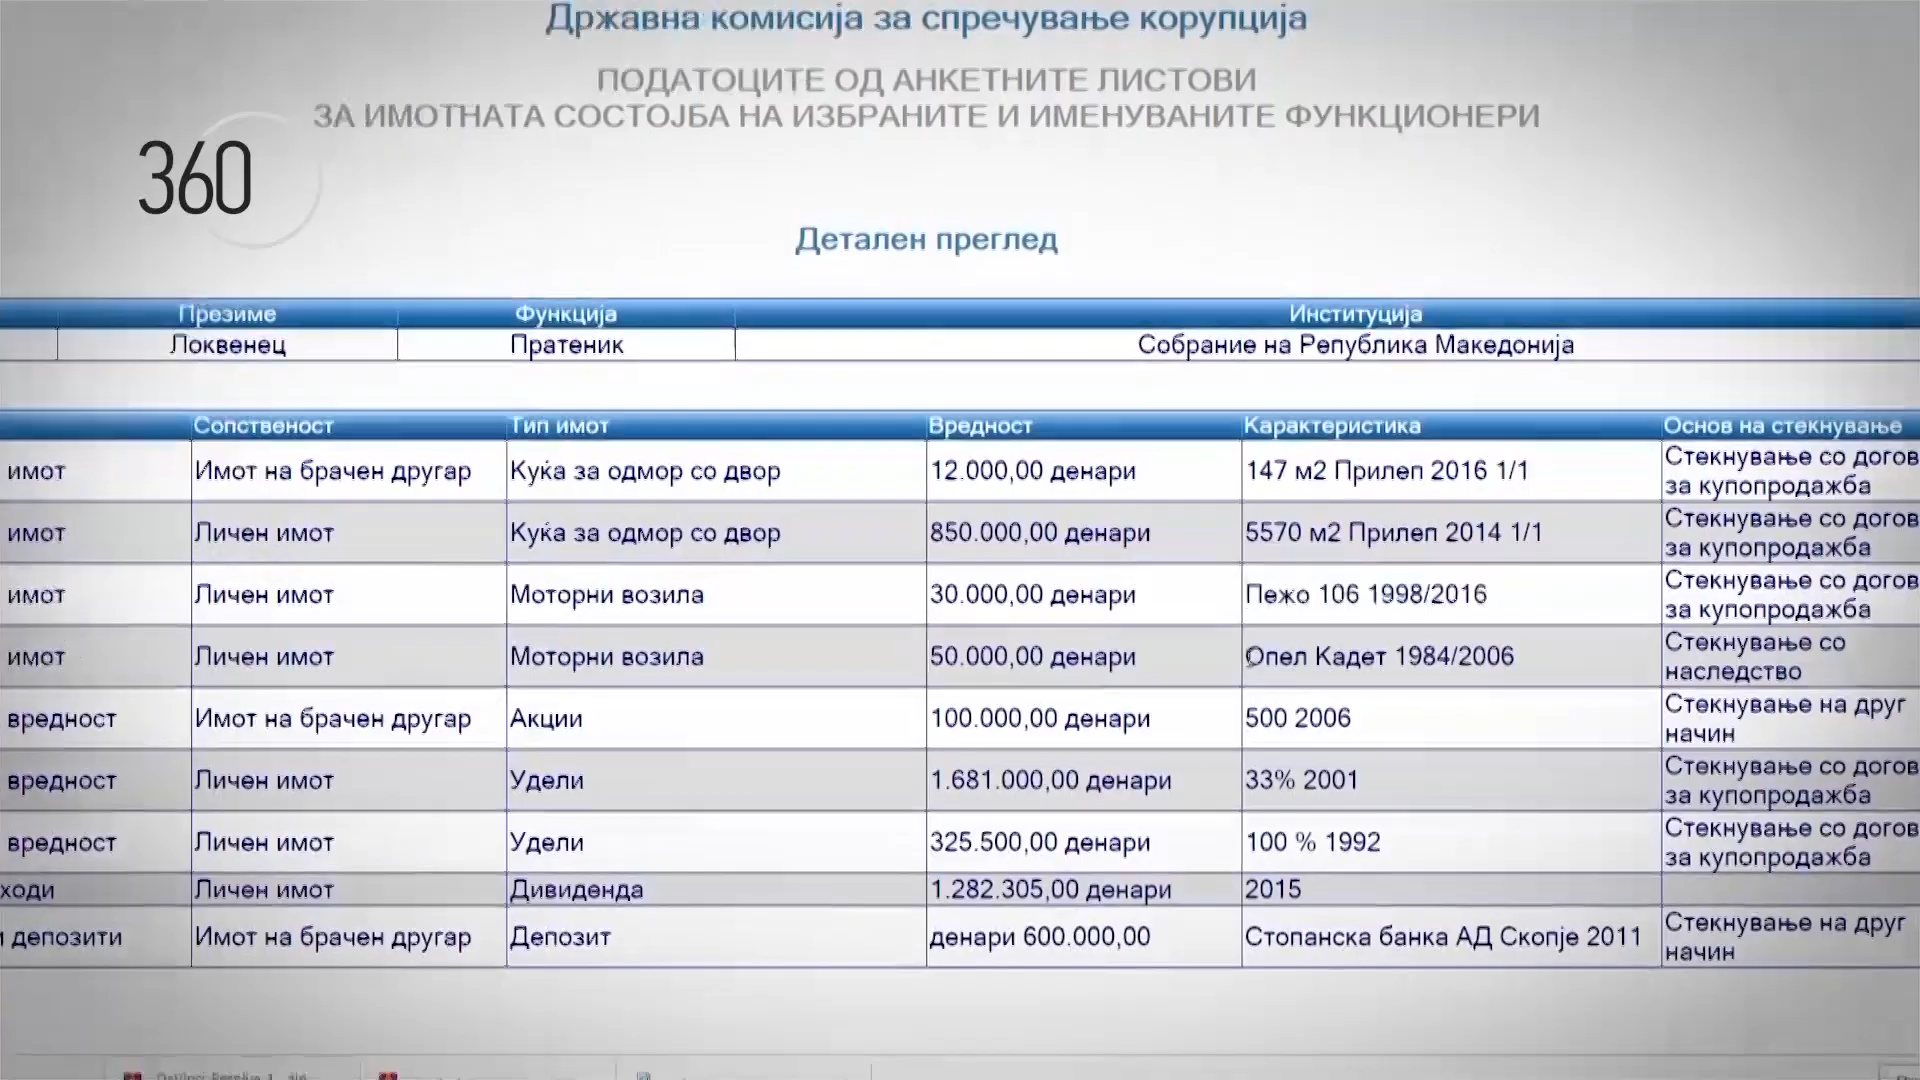 Државна комисија за спречување корупција
ПОДАТОЦИТЕ ОД АНКЕТНИТЕ ЛИСТОВИ
ЗА ИМОТНАТА СОСТОЈБА НА ИЗБРАНИТЕ И ИМЕНУВАНИТЕ ФУНКЦИОНЕРИ
360
Детален преглед
Презиме Функција Институција
Локвенец Пратеник Собрание на Република Македонија
Сопственост Тип имот Вредност Карактеристика Основ на стекнување
имот Имот на брачен другар Куќа за одмор со двор 12.000,00 денари 147 м2 Прилеп 2016 1/1 Стекнување со догов
за купопродажба
имот Личен имот Куќа за одмор со двор 850.000,00 денари 5570 м2 Прилеп 2014 1/1 Стекнување со догов
за купопродажба
имот Личен имот Моторни возила 30.000,00 денари Пежо 106 1998/2016 Стекнување со догов
за купопродажба
имот Личен имот Моторни возила 50.000,00 денари Опел Кадет 1984/2006 Стекнување со
наследство
вредност Имот на брачен другар Акции 100.000,00 денари 500 2006 Стекнување на друг
начин
вредност Личен имот Удели 1.681.000,00 денари 33% 2001 Стекнување со догов
за купопродажба
вредност Личен имот Удели 325.500,00 денари 100 % 1992 Стекнување со догов
за купопродажба
ходи Личен имот Дивиденда 1.282.305,00 денари 2015
депозити Имот на брачен другар Депозит денари 600.000,00 Стопанска банка АД Скопје 2011 Стекнување на друг
начин